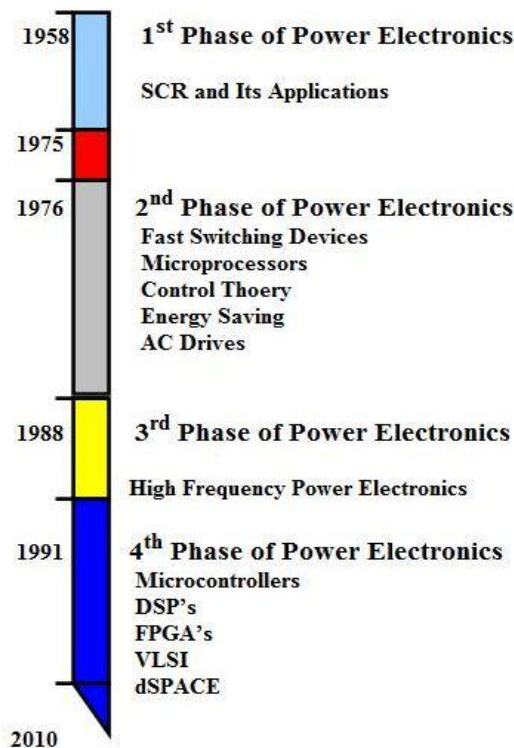 1958
1st Phase of Power Electronics
SCR and Its Applications
1975
1976
2nd Phase of Power Electronics
Fast Switching Devices
Microprocessors
Control Thoery
Energy Saving
AC Drives
1988
3rd Phase of Power Electronics
High Frequency Power Electronics
1991
4th Phase of Power Electronics
Microcontrollers
DSP's
FPGA's
VLSI
dSPACE
2010